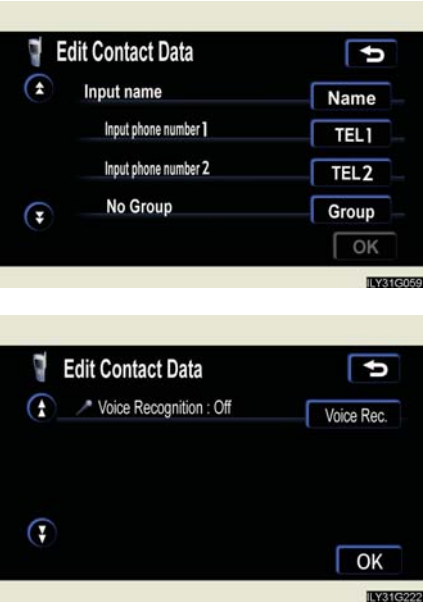 Edit Contact Data
Input name Name
Input phone number 1 TEL1
Input phone number 2 TEL2
No Group Group
OK
ILY31G059
Edit Contact Data
Voice Recognition : Off Voice Rec.
OK
ILY31G222